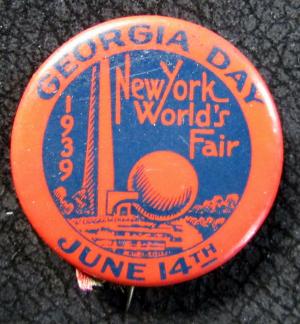 GEORGIA DAY
1939
New York
World's
Fair
JUNE 14TH